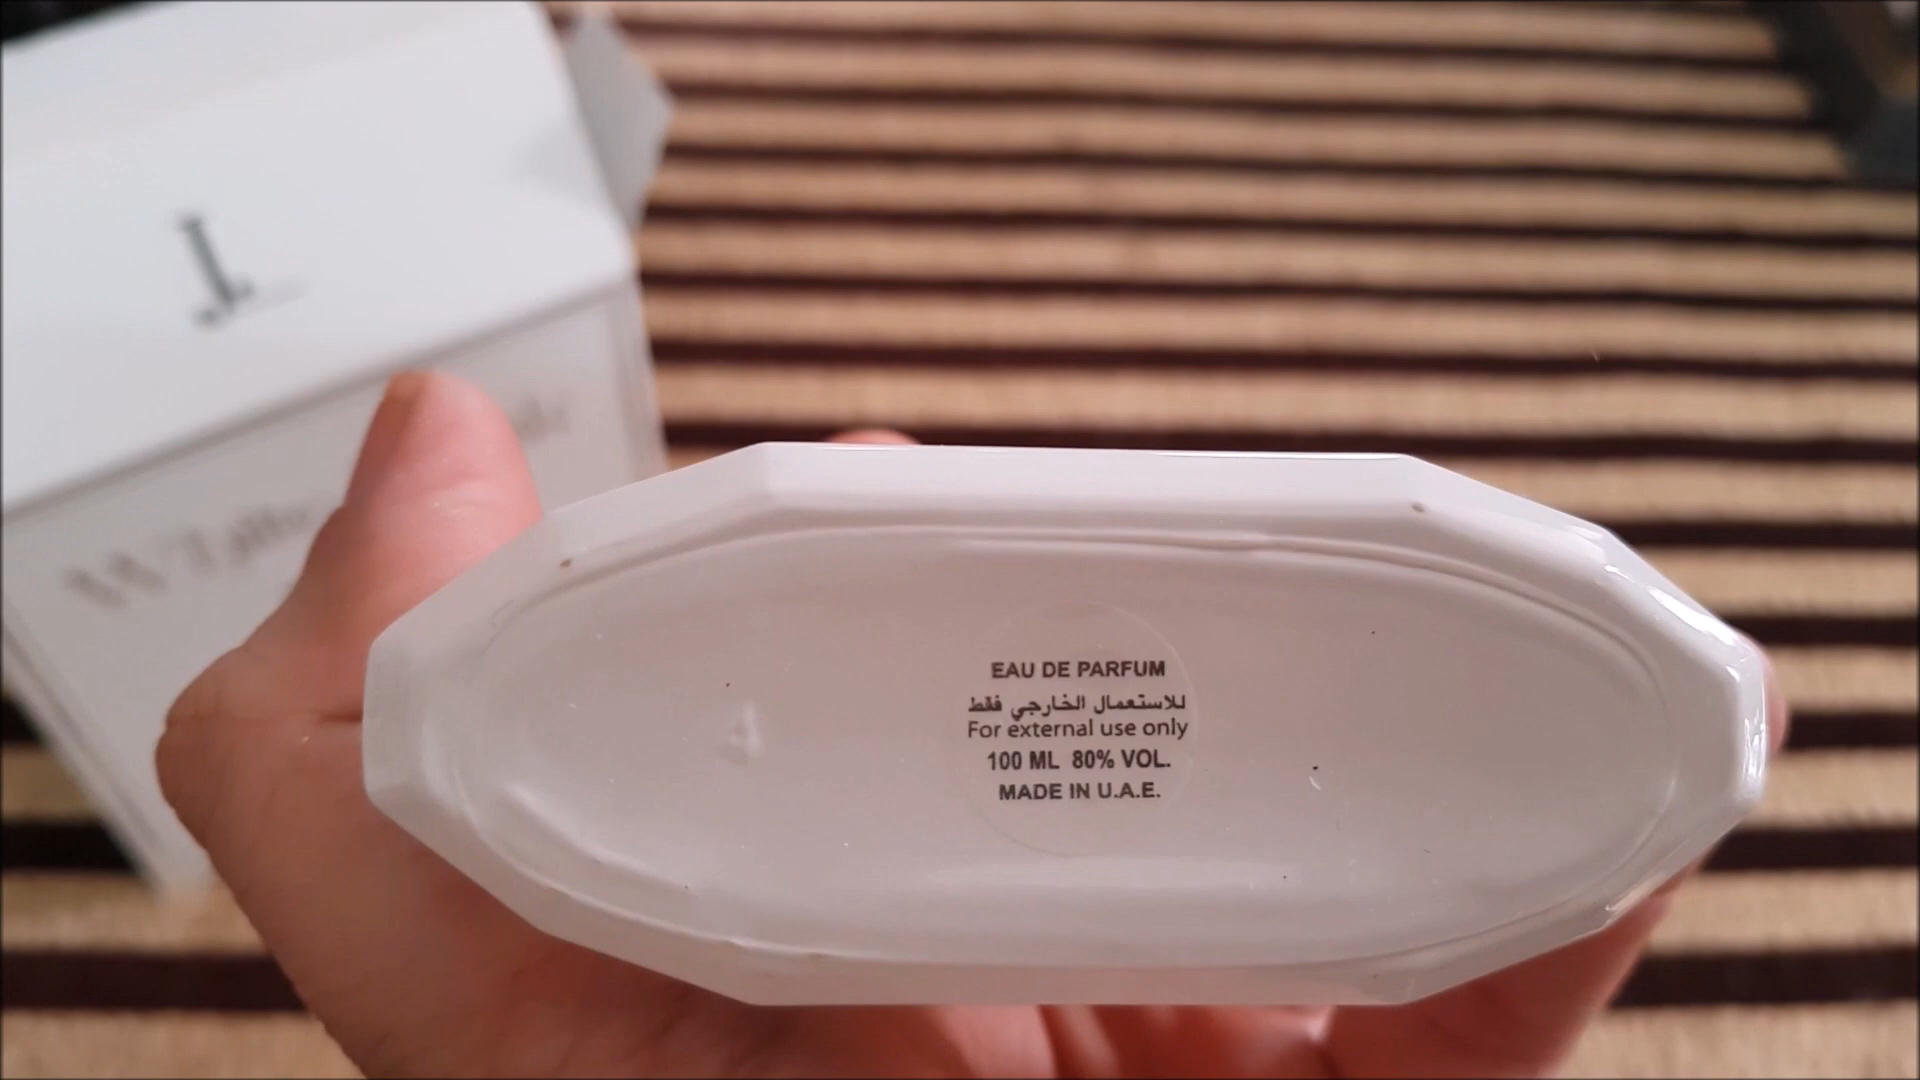 EAU DE PARFUM
للاستعمال الخارجي فقط
For external use only
100 ML 80% VOL.
MADE IN U.A.E.